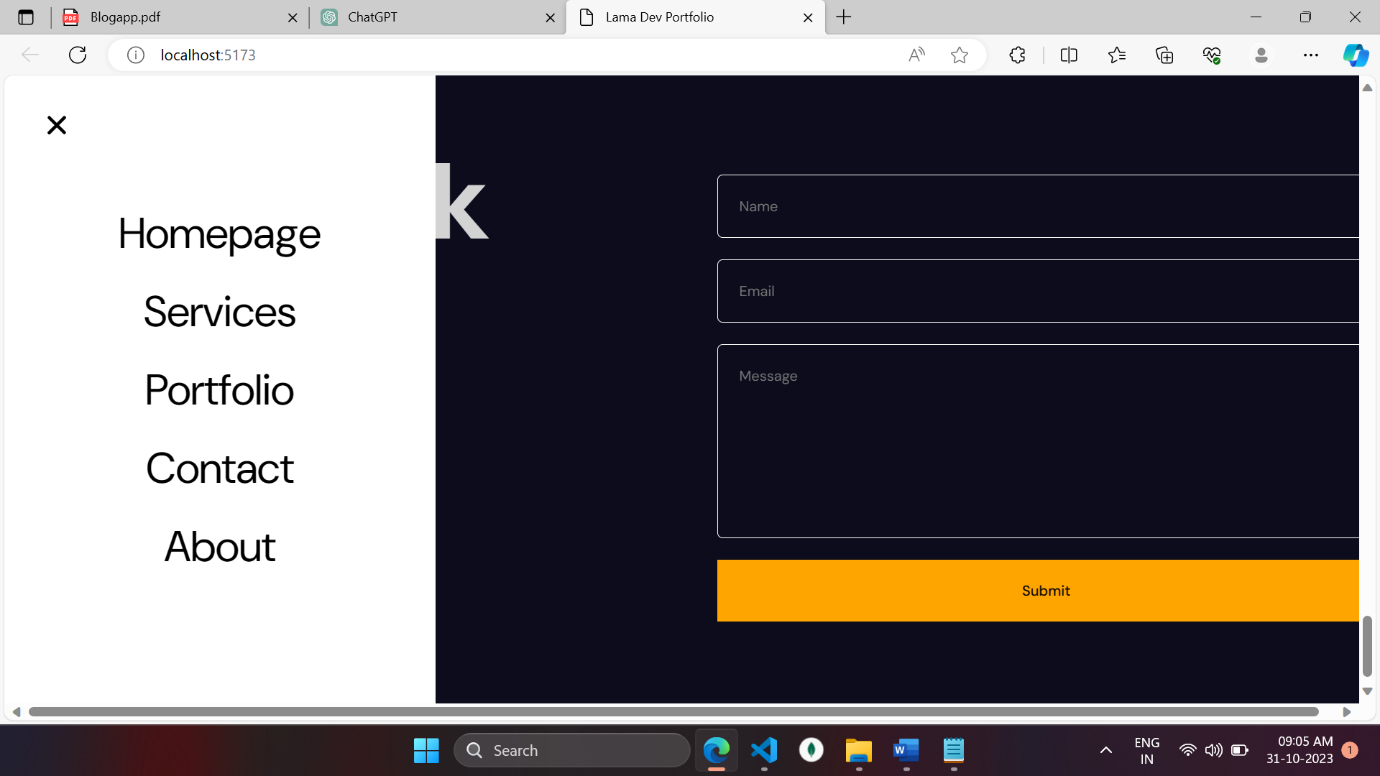 Blogapp.pdf
ChatGPT
Lama Dev Portfolio
localhost:5173
Homepage
Services
Portfolio
Contact
About
k
Name
Email
Message
Submit
Search
ENG
IN
09:05 AM
31-10-2023
1